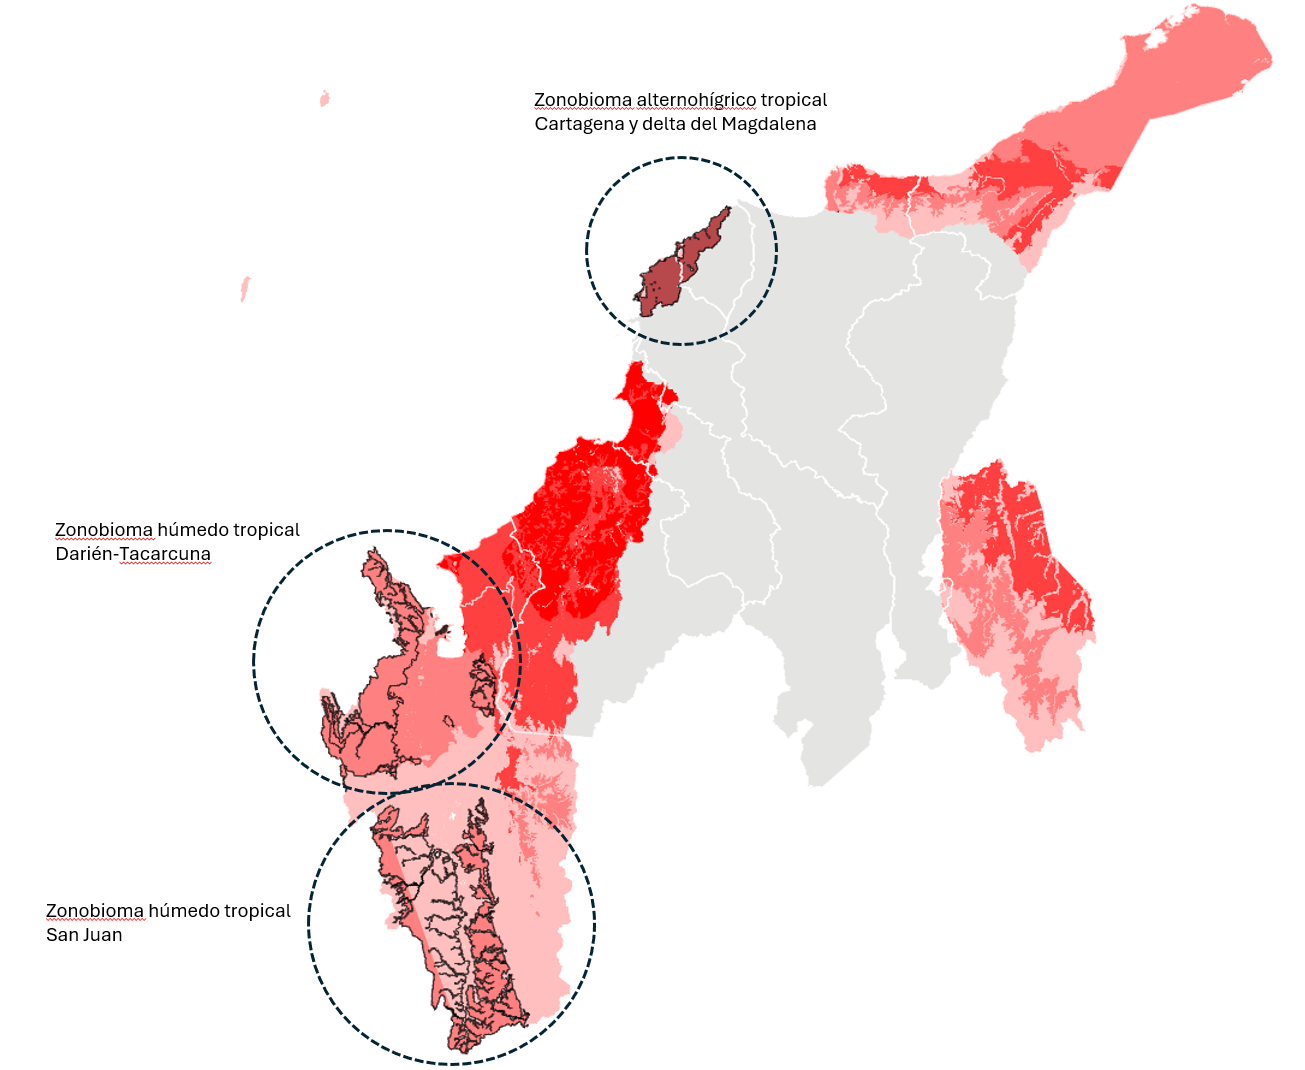 Zonobioma alternohígrico tropical
Cartagena y delta del Magdalena
Zonobioma húmedo tropical
Darién-Tacarcuna
Zonobioma húmedo tropical
San Juan